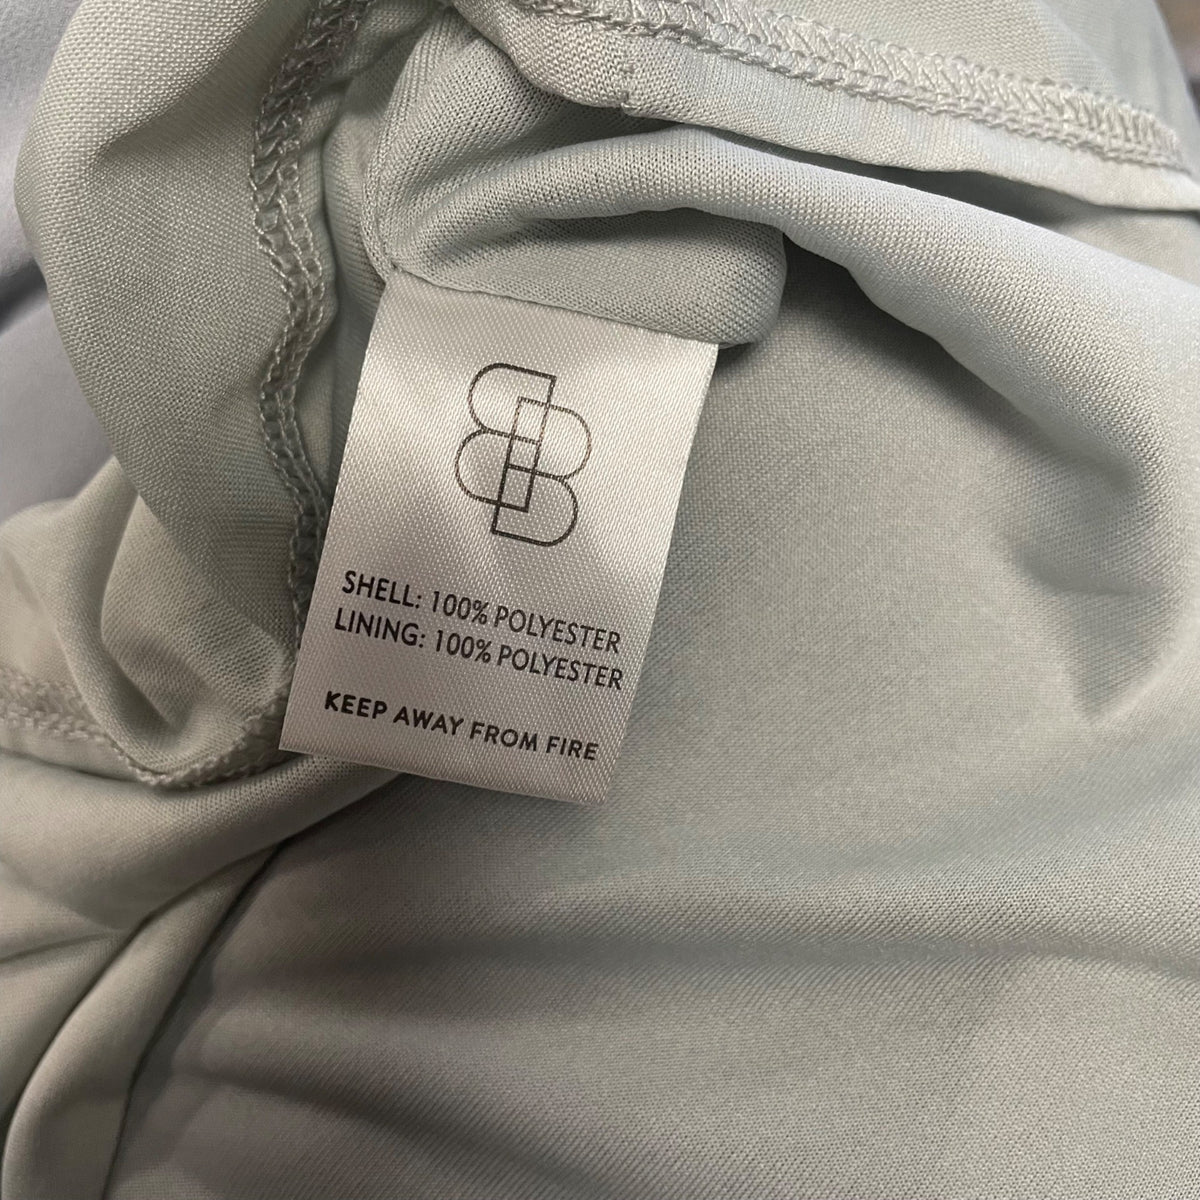 SHELL: 100% POLYESTER
LINING: 100% POLYESTER
KEEP AWAY FROM FIRE